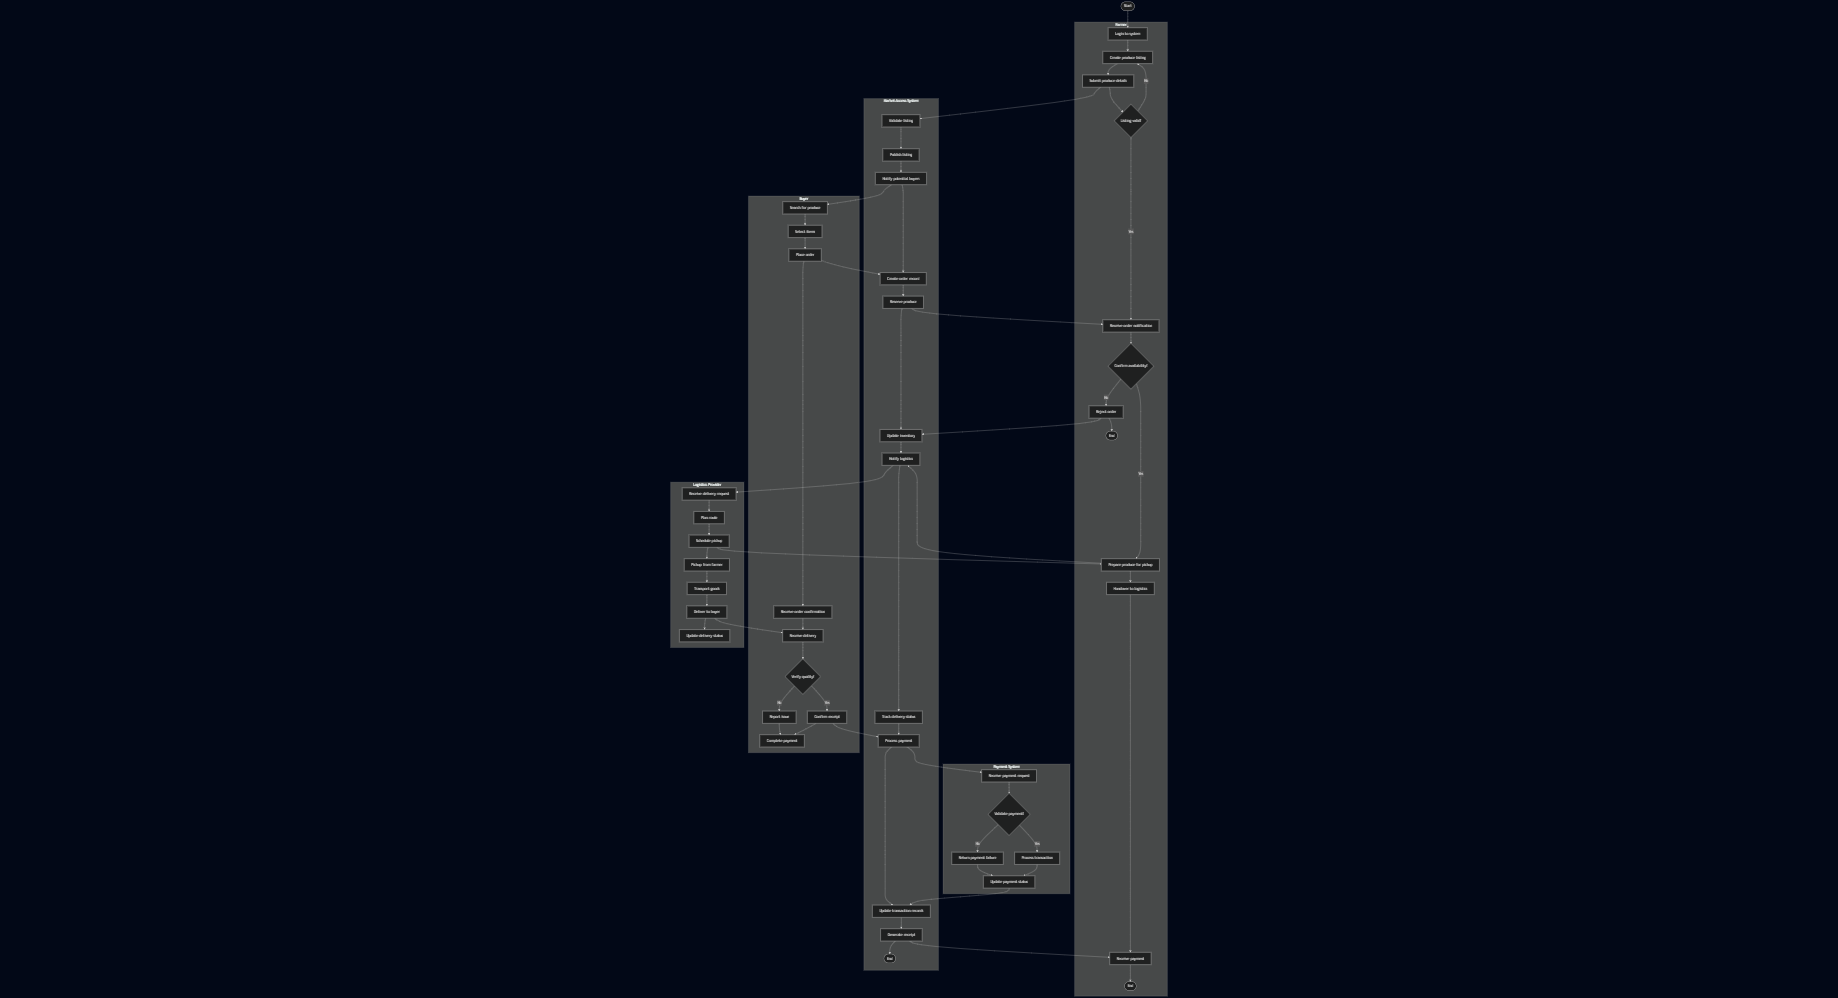 Start
Farmer
Login to system
Create produce listing
Submit produce details
No
Listing valid?
Yes
Market Access System
Validate listing
Publish listing
Notify potential buyers
Buyer
Search for produce
Select items
Place order
Create order record
Reserve produce
Receive order notification
Confirm availability?
No
Reject order
End
Yes
Update inventory
Notify logistics
Logistics Provider
Receive delivery request
Plan route
Schedule pickup
Pickup from farmer
Transport goods
Deliver to buyer
Update delivery status
Prepare produce for pickup
Handover to logistics
Receive order confirmation
Receive delivery
Verify quality?
No
Yes
Report issue
Confirm receipt
Complete payment
Track delivery status
Process payment
Payment System
Receive payment request
Validate payment?
No
Yes
Return payment failure
Process transaction
Update payment status
Update transaction records
Generate receipt
End
Receive payment
End